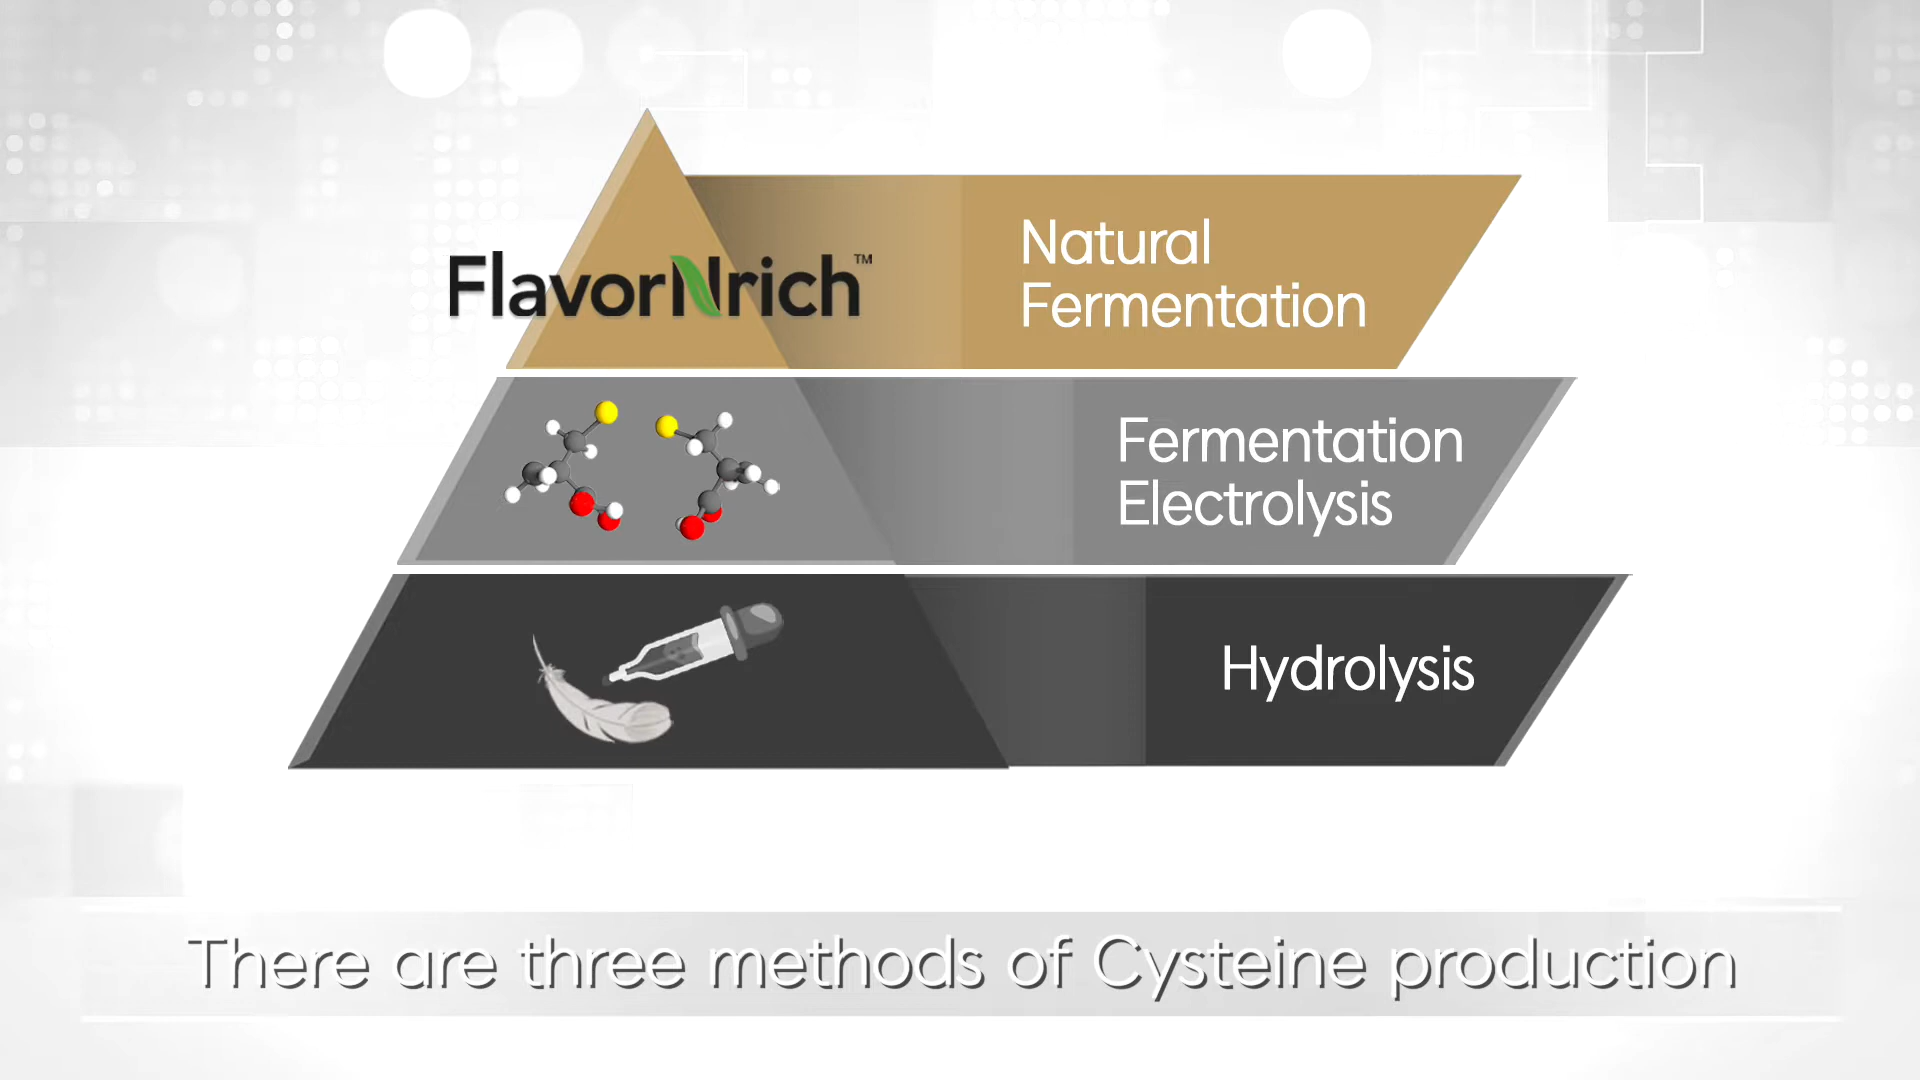 FlavorNrich™
Natural
Fermentation
Fermentation
Electrolysis
Hydrolysis
There are three methods of Cysteine production